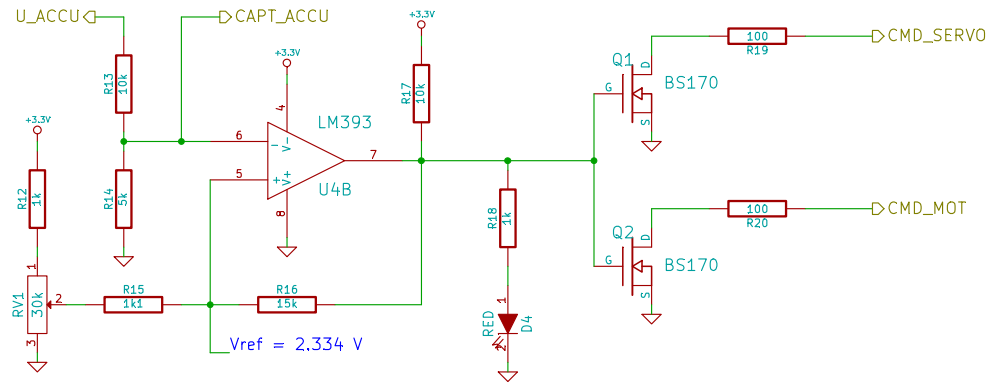 U_ACCU
CAPT_ACCU
+3.3V
R17
10k
+3.3V
R13
10k
+3.3V
R12
1k
R14
5k
6
5
4
V-
V+
8
-
+
LM393
U4B
7
Q1
G
D
S
BS170
100
R19
CMD_SERVO
Q2
G
D
S
BS170
100
R20
CMD_MOT
R18
1k
1
RED
D4
2
RV1
30k
1
2
3
R15
1k1
R16
15k
Vref = 2,334 V